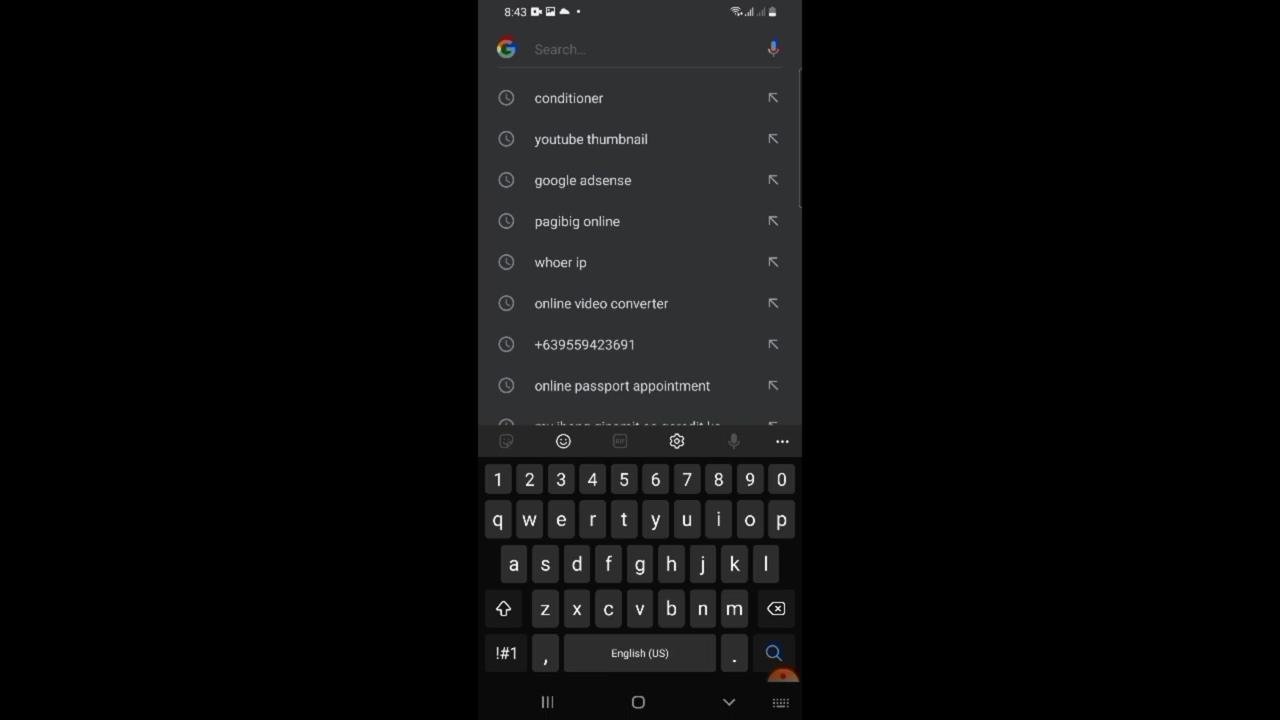 8:43
Search...
conditioner
youtube thumbnail
google adsense
pagibig online
whoer ip
online video converter
+639559423691
online passport appointment
GIF
1 2 3 4 5 6 7 8 9 0
q w e r t y u i o p
a s d f g h j k l
z x c v b n m
!#1 , English (US) .